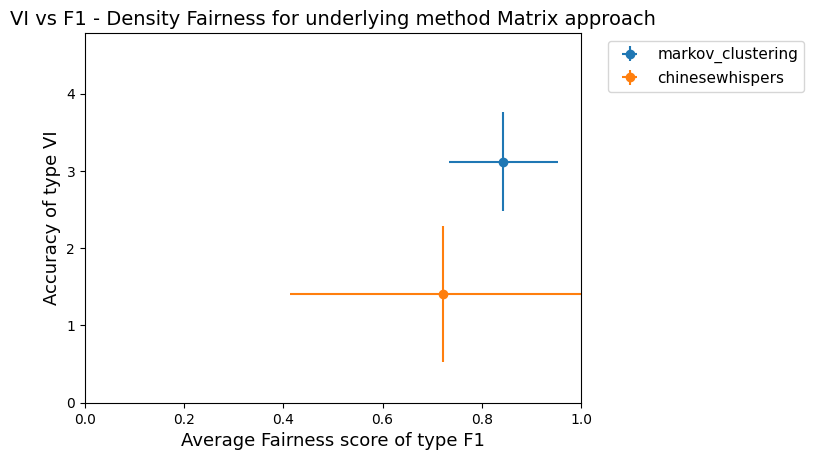 VI vs F1 - Density Fairness for underlying method Matrix approach
markov_clustering
chinesewhispers
Accuracy of type VI
4
3
2
1
0
0.0 0.2 0.4 0.6 0.8 1.0
Average Fairness score of type F1